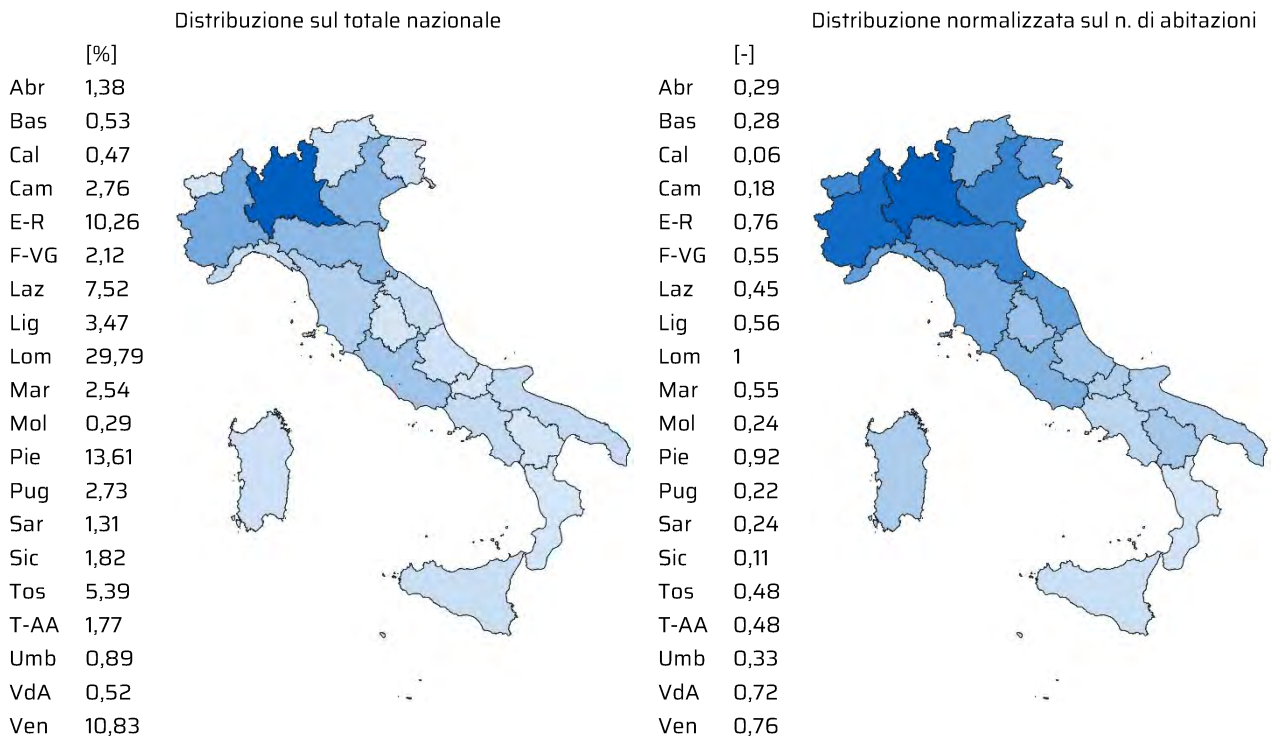 Distribuzione sul totale nazionale
[%]
Abr 1,38
Bas 0,53
Cal 0,47
Cam 2,76
E-R 10,26
F-VG 2,12
Laz 7,52
Lig 3,47
Lom 29,79
Mar 2,54
Mol 0,29
Pie 13,61
Pug 2,73
Sar 1,31
Sic 1,82
Tos 5,39
T-AA 1,77
Umb 0,89
VdA 0,52
Ven 10,83
Distribuzione normalizzata sul n. di abitazioni
[-]
Abr 0,29
Bas 0,28
Cal 0,06
Cam 0,18
E-R 0,76
F-VG 0,55
Laz 0,45
Lig 0,56
Lom 1
Mar 0,55
Mol 0,24
Pie 0,92
Pug 0,22
Sar 0,24
Sic 0,11
Tos 0,48
T-AA 0,48
Umb 0,33
VdA 0,72
Ven 0,76